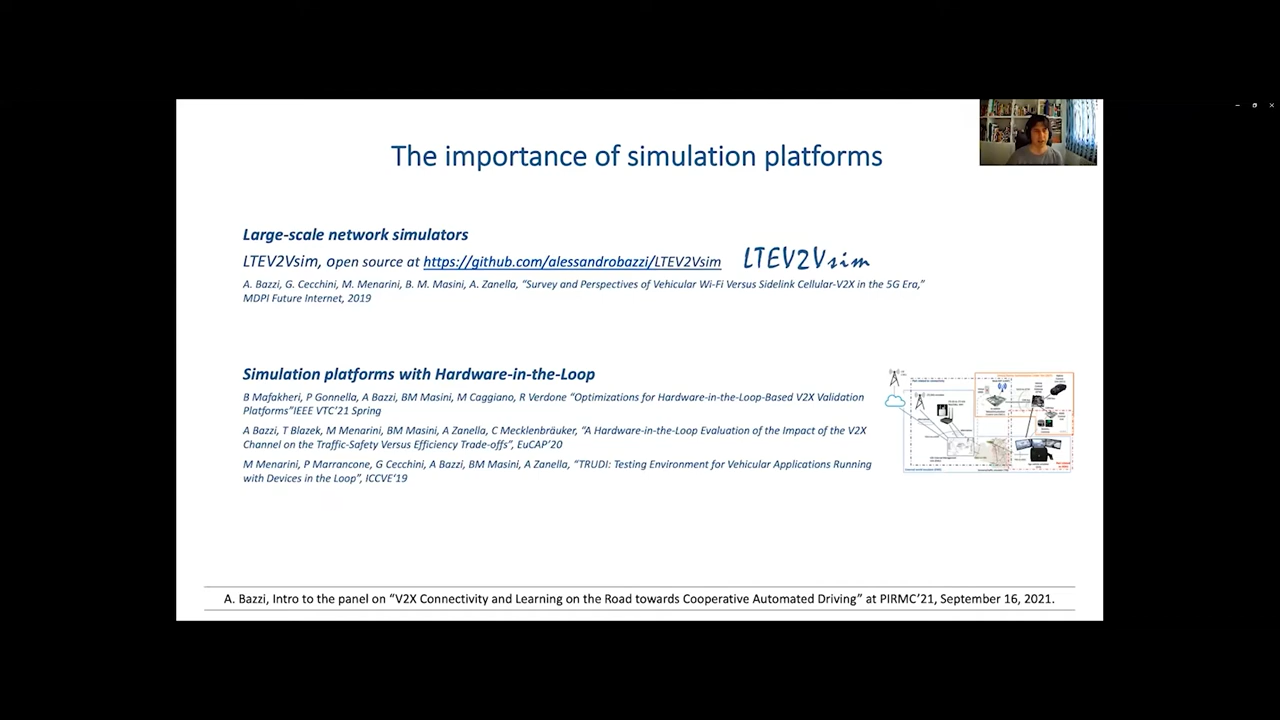 The importance of simulation platforms
Large-scale network simulators
LTEV2Vsim, open source at https://github.com/alessandrobazzi/LTEV2Vsim
LTEV2Vsim
A. Bazzi, G. Cecchini, M. Menarini, B. M. Masini, A. Zanella, “Survey and Perspectives of Vehicular Wi-Fi Versus Sidelink Cellular-V2X in the 5G Era,”
MDPI Future Internet, 2019
Simulation platforms with Hardware-in-the-Loop
B Mafakheri, P Gonnella, A Bazzi, BM Masini, M Caggiano, R Verdone “Optimizations for Hardware-in-the-Loop-Based V2X Validation
Platforms”IEEE VTC’21 Spring
A Bazzi, T Blazek, M Menarini, BM Masini, A Zanella, C Mecklenbräuker, “A Hardware-in-the-Loop Evaluation of the Impact of the V2X
Channel on the Traffic-Safety Versus Efficiency Trade-offs”, EuCAP’20
M Menarini, P Marrancone, G Cecchini, A Bazzi, BM Masini, A Zanella, “TRUDI: Testing Environment for Vehicular Applications Running
with Devices in the Loop”, ICCVE’19
A. Bazzi, Intro to the panel on “V2X Connectivity and Learning on the Road towards Cooperative Automated Driving” at PIRMC’21, September 16, 2021.